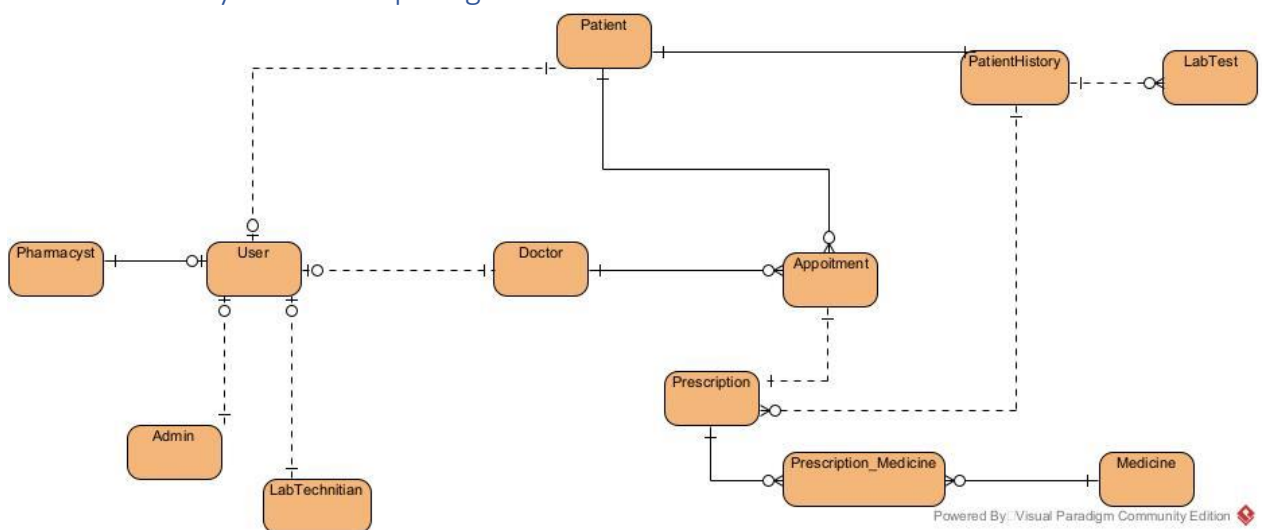 Patient
PatientHistory
LabTest
Pharmacyst
User
Doctor
Appoitment
Prescription
Admin
Prescription_Medicine
Medicine
LabTechnitian
Powered By Visual Paradigm Community Edition